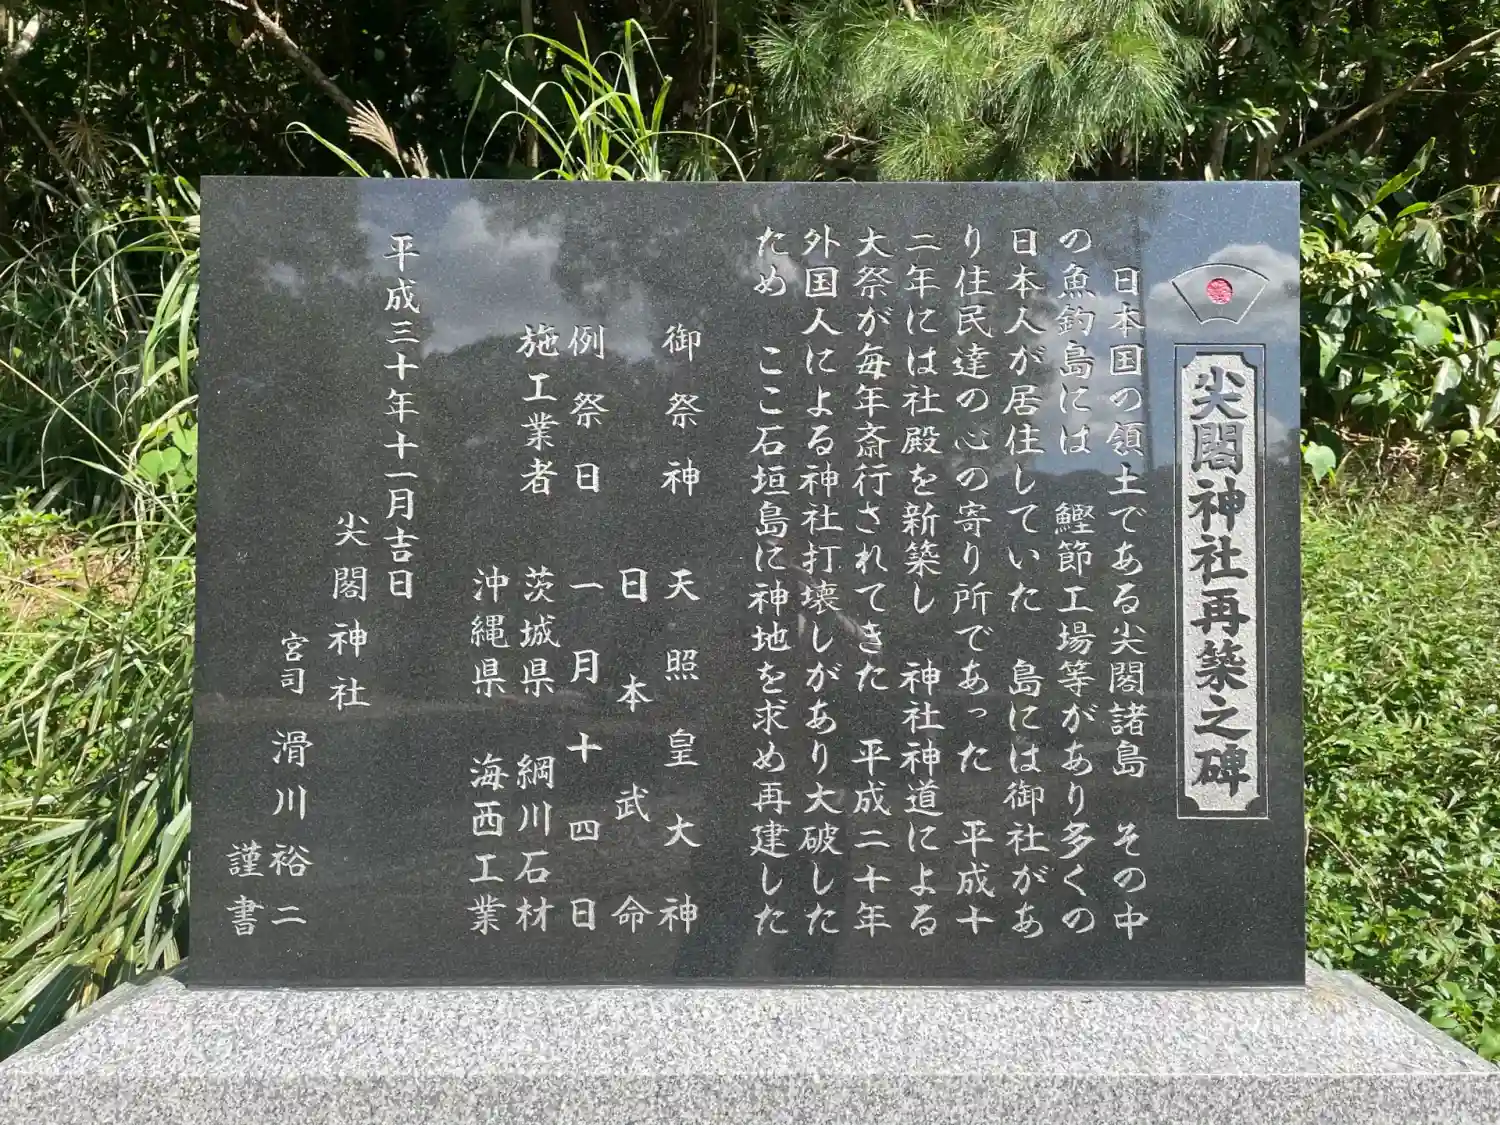 尖閣神社再築之碑
日本国の領土である尖閣諸島　その中
の魚釣島には　鰹節工場等があり多くの
日本人が居住していた　島には御社があ
り住民達の心の寄り所であった　平成十
二年には社殿を新築し　神社神道による
大祭が毎年斎行されてきた　平成二十年
外国人による神社打壊しがあり大破した
ため　ここ石垣島に神地を求め再建した
御祭神　天照皇大神
日本武命
例祭日　一月十四日
施工業者　茨城県　綱川石材
沖縄県　海西工業
平成三十年十一月吉日
尖閣神社
宮司　滑川裕二
謹書